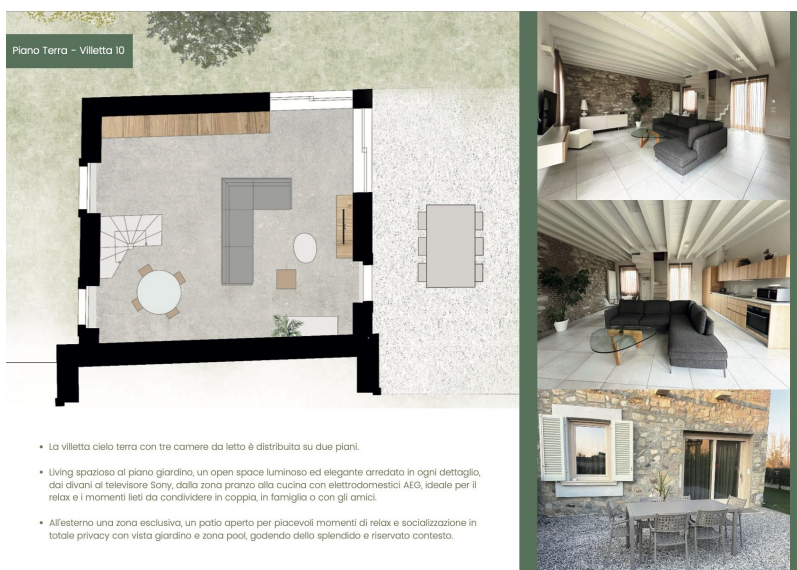 Piano Terra - Villetta 10
• La villetta cielo terra con tre camere da letto è distribuita su due piani.
• Living spazioso al piano giardino, un open space luminoso ed elegante arredato in ogni dettaglio,
dai divani al televisore Sony, dalla zona pranzo alla cucina con elettrodomestici AEG, ideale per il
relax e i momenti lieti da condividere in coppia, in famiglia o con gli amici.
• All'esterno una zona esclusiva, un patio aperto per piacevoli momenti di relax e socializzazione in
totale privacy con vista giardino e zona pool, godendo dello splendido e riservato contesto.